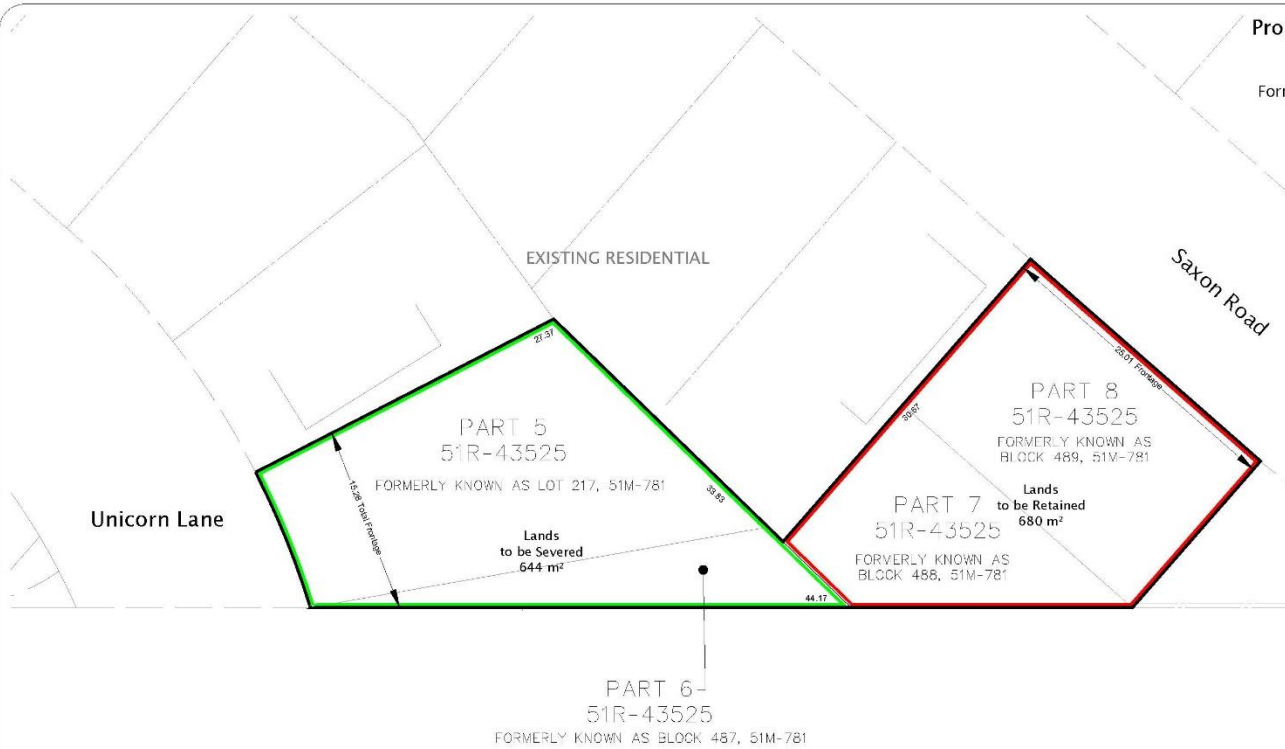 Pro
Forr
EXISTING RESIDENTIAL
Saxon Road
27.37
25.01 Frontage
PART 8
51R-43525
FORMERLY KNOWN AS
BLOCK 489, 51M-781
30.67
PART 5
51R-43525
FORMERLY KNOWN AS LOT 217, 51M-781
15.28 Total Frontage
33.83
Unicorn Lane
Lands
to be Severed
644 m²
Lands
to be Retained
680 m²
PART 7
51R-43525
FORMERLY KNOWN AS
BLOCK 488, 51M-781
44.17
PART 6
51R-43525
FORMERLY KNOWN AS BLOCK 487, 51M-781